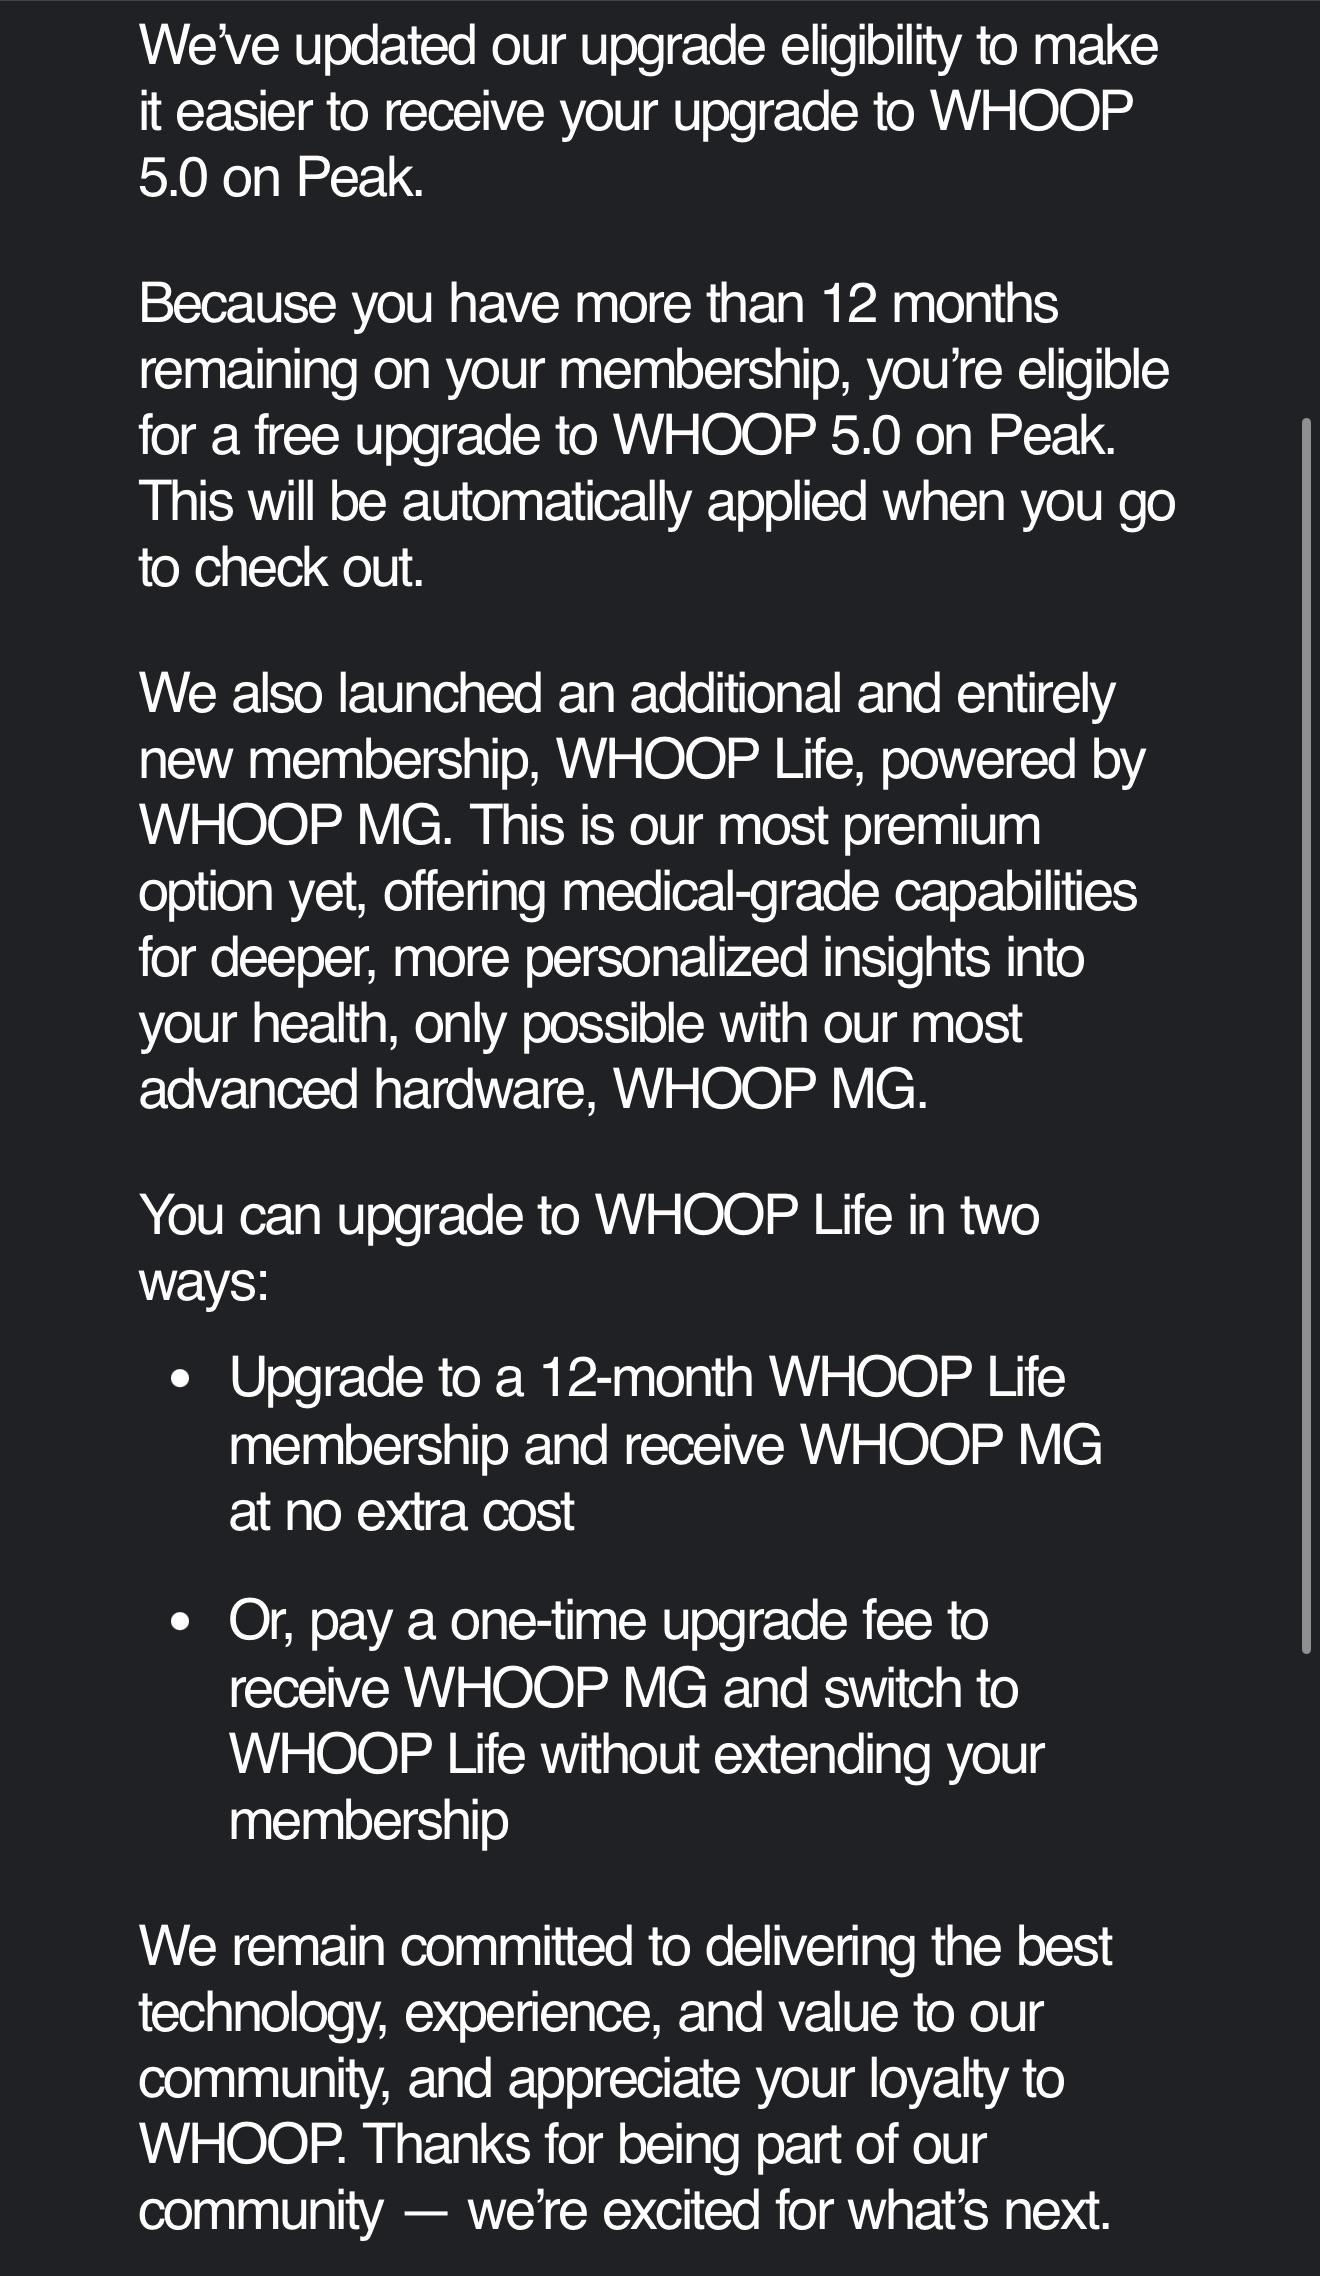 We’ve updated our upgrade eligibility to make
it easier to receive your upgrade to WHOOP
5.0 on Peak.
Because you have more than 12 months
remaining on your membership, you’re eligible
for a free upgrade to WHOOP 5.0 on Peak.
This will be automatically applied when you go
to check out.
We also launched an additional and entirely
new membership, WHOOP Life, powered by
WHOOP MG. This is our most premium
option yet, offering medical-grade capabilities
for deeper, more personalized insights into
your health, only possible with our most
advanced hardware, WHOOP MG.
You can upgrade to WHOOP Life in two
ways:
• Upgrade to a 12-month WHOOP Life
membership and receive WHOOP MG
at no extra cost
• Or, pay a one-time upgrade fee to
receive WHOOP MG and switch to
WHOOP Life without extending your
membership
We remain committed to delivering the best
technology, experience, and value to our
community, and appreciate your loyalty to
WHOOP. Thanks for being part of our
community — we’re excited for what’s next.